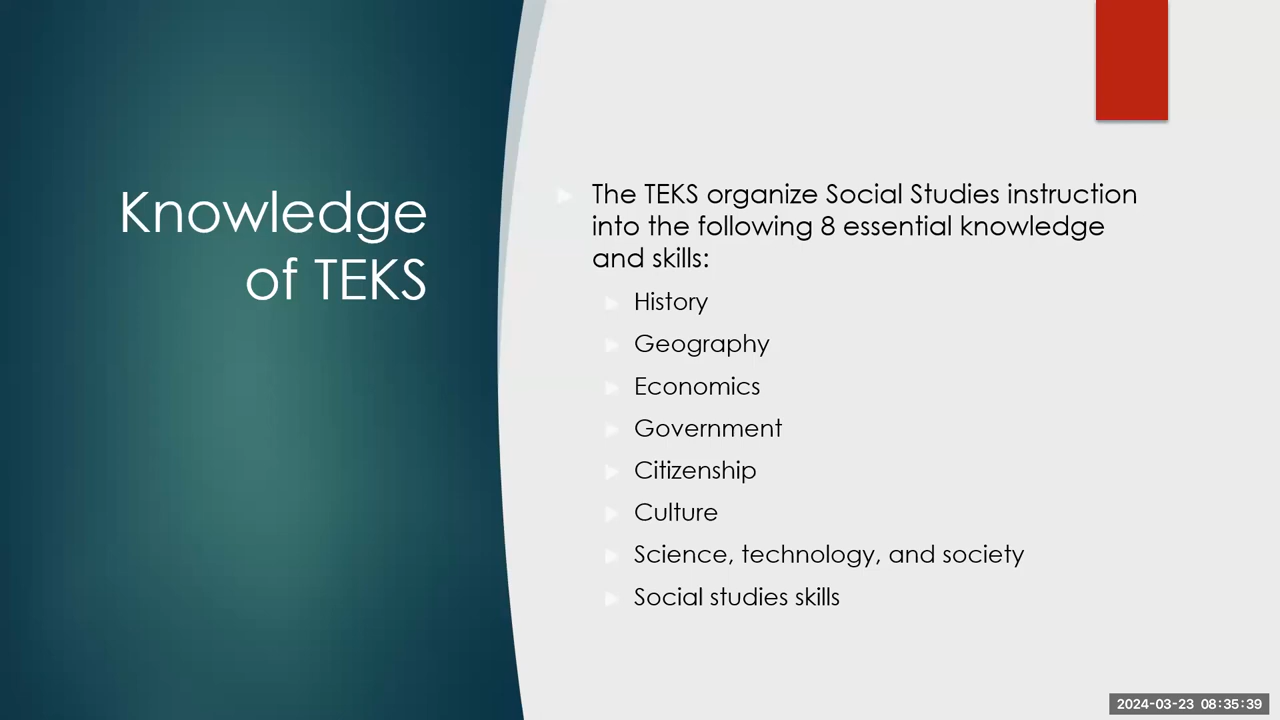 Knowledge
of TEKS
The TEKS organize Social Studies instruction
into the following 8 essential knowledge
and skills:
History
Geography
Economics
Government
Citizenship
Culture
Science, technology, and society
Social studies skills
2024-03-23 08:35:39